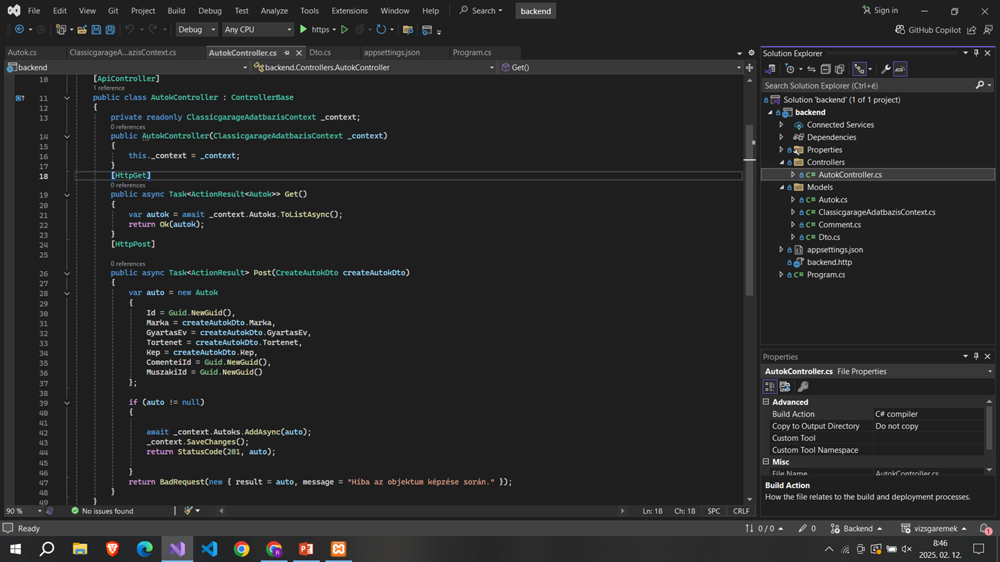 File Edit View Git Project Build Debug Test Analyze Tools Extensions Window Help Search backend Sign in
Debug Any CPU https GitHub Copilot
Autok.cs ClassicgarageA...azisContext.cs AutokController.cs Dto.cs appsettings.json Program.cs
backend backend.Controllers.AutokController Get()
10 [ApiController]
1 reference
11 public class AutokController : ControllerBase
12 {
13 private readonly ClassicgarageAdatbazisContext _context;
0 references
14 public AutokController(ClassicgarageAdatbazisContext _context)
15 {
16 this._context = _context;
17 }
18 [HttpGet]
0 references
19 public async Task<ActionResult<Autok>> Get()
20 {
21 var autok = await _context.Autoks.ToListAsync();
22 return Ok(autok);
23 }
24 [HttpPost]
25
0 references
26 public async Task<ActionResult> Post(CreateAutokDto createAutokDto)
27 {
28 var auto = new Autok
29 {
30 Id = Guid.NewGuid(),
31 Marka = createAutokDto.Marka,
32 GyartasEv = createAutokDto.GyartasEv,
33 Tortenet = createAutokDto.Tortenet,
34 Kep = createAutokDto.Kep,
35 ComenteiId = Guid.NewGuid(),
36 MuszakiId = Guid.NewGuid()
37 };
38
39 if (auto != null)
40 {
41
42 await _context.Autoks.AddAsync(auto);
43 _context.SaveChanges();
44 return StatusCode(201, auto);
45
46 }
47 return BadRequest(new { result = auto, message = "Hiba az objektum képzése során." });
48 }
49 }
90 % No issues found Ln: 18 Ch: 18 SPC CRLF
Solution Explorer
Search Solution Explorer (Ctrl+é)
Solution 'backend' (1 of 1 project)
backend
Connected Services
Dependencies
Properties
Controllers
C# AutokController.cs
Models
C# Autok.cs
C# ClassicgarageAdatbazisContext.cs
C# Comment.cs
C# Dto.cs
appsettings.json
backend.http
C# Program.cs
Properties
AutokController.cs File Properties
Advanced
Build Action C# compiler
Copy to Output Directory Do not copy
Custom Tool
Custom Tool Namespace
Misc
File Name AutokController.cs
Build Action
How the file relates to the build and deployment processes.
Ready 0 / 0 0 Backend vizsgaremek 1
R
8:46
2025. 02. 12.